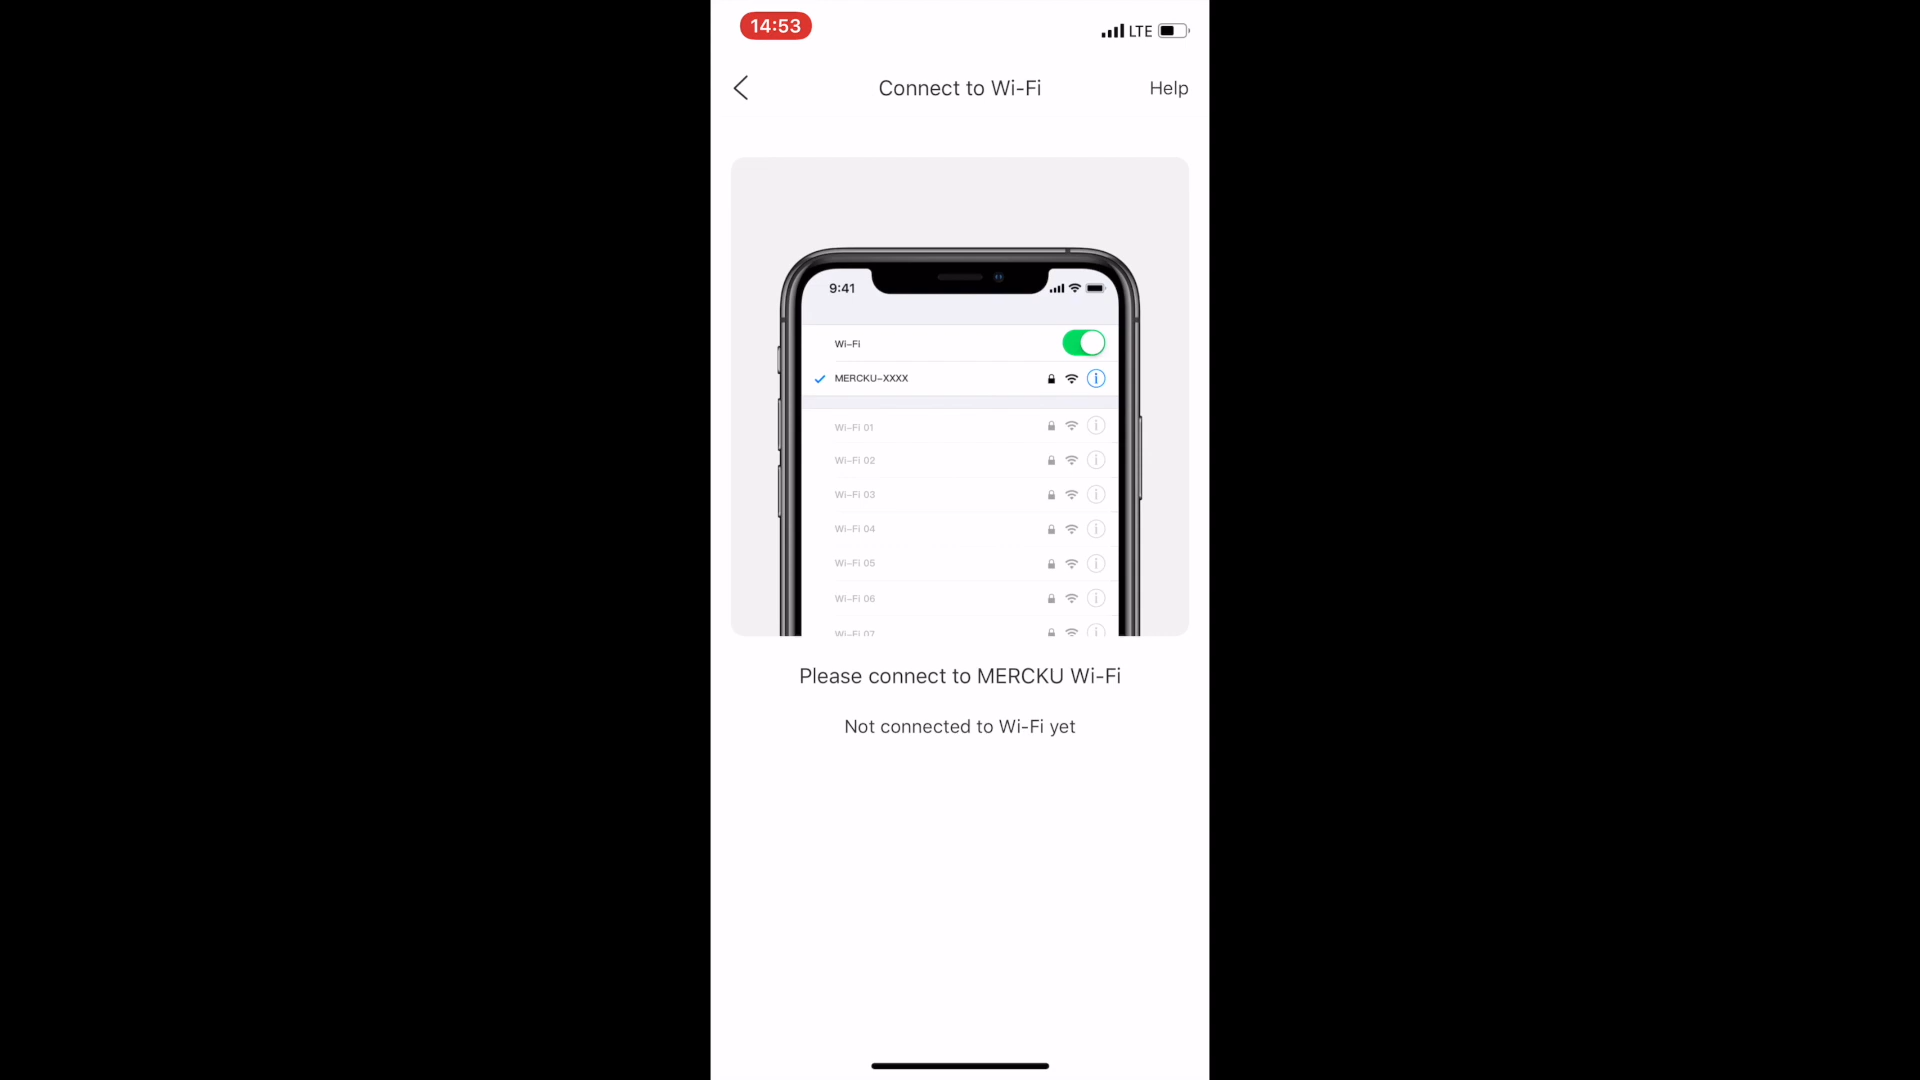 14:53
LTE
Connect to Wi-Fi
Help
9:41
Wi-Fi
MERCKU-XXXX
Wi-Fi 01
Wi-Fi 02
Wi-Fi 03
Wi-Fi 04
Wi-Fi 05
Wi-Fi 06
Wi-Fi 07
Please connect to MERCKU Wi-Fi
Not connected to Wi-Fi yet